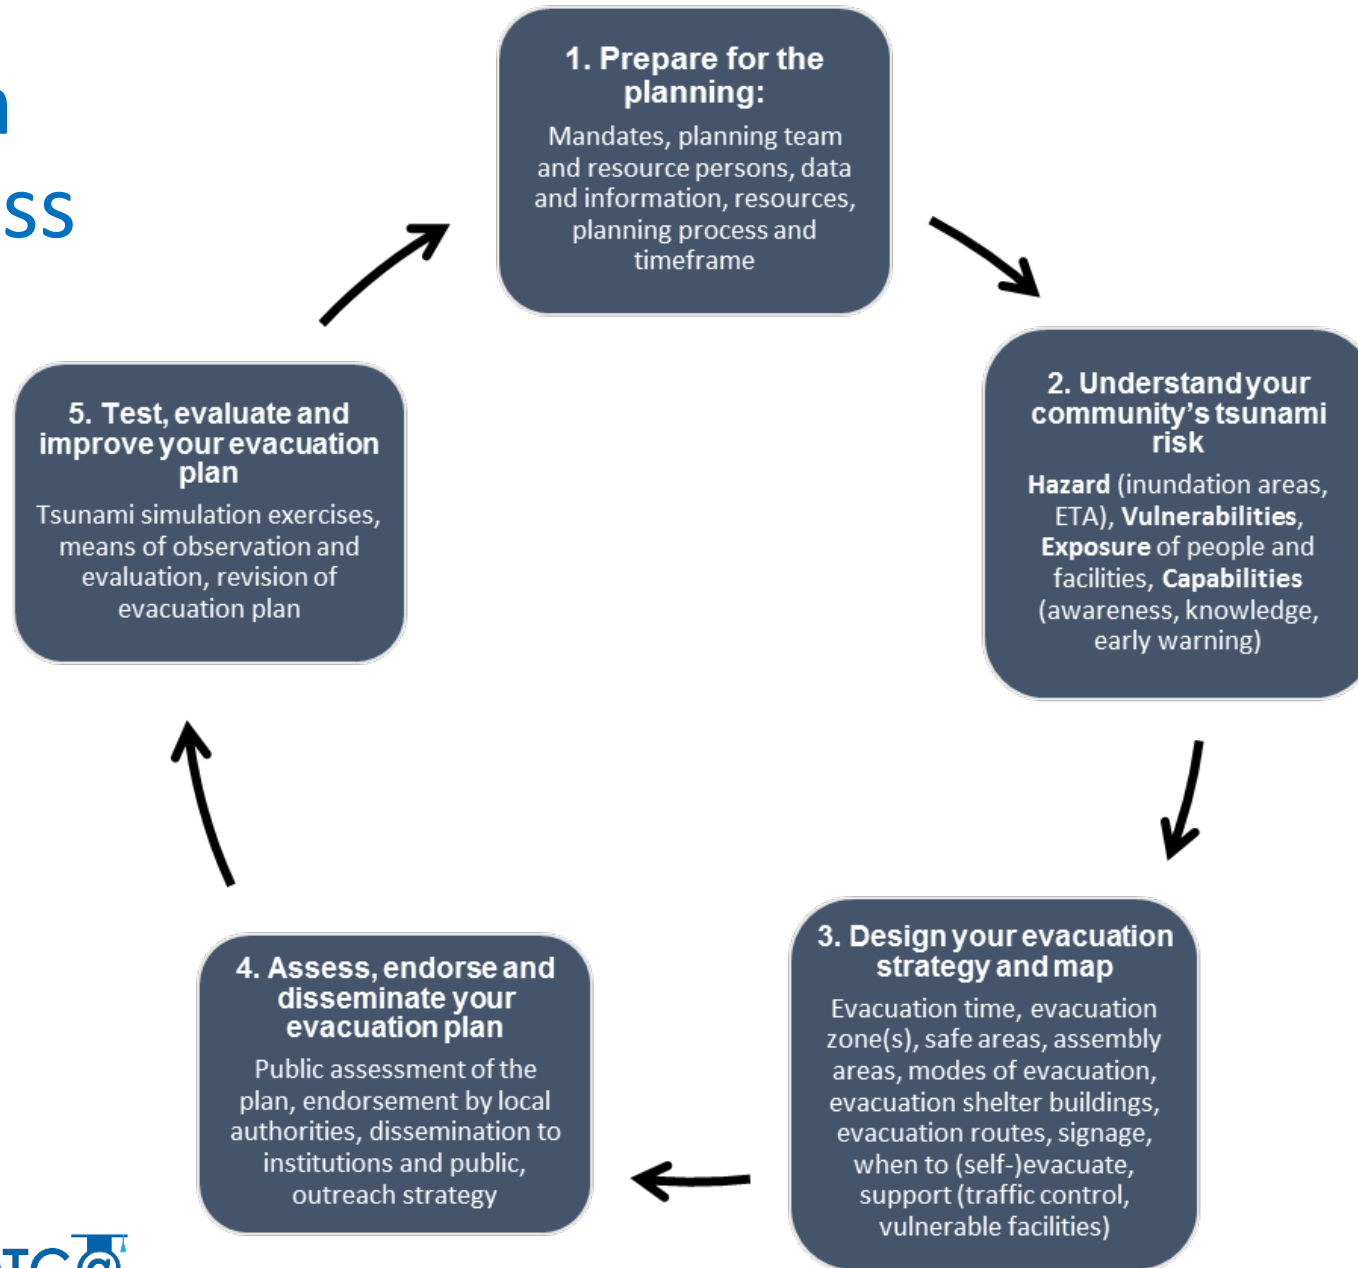 ss
1. Prepare for the
planning:
Mandates, planning team
and resource persons, data
and information, resources,
planning process and
timeframe
2. Understand your
community's tsunami
risk
Hazard (inundation areas,
ETA), Vulnerabilities,
Exposure of people and
facilities, Capabilities
(awareness, knowledge,
early warning)
3. Design your evacuation
strategy and map
Evacuation time, evacuation
zone(s), safe areas, assembly
areas, modes of evacuation,
evacuation shelter buildings,
evacuation routes, signage,
when to (self-)evacuate,
support (traffic control,
vulnerable facilities)
4. Assess, endorse and
disseminate your
evacuation plan
Public assessment of the
plan, endorsement by local
authorities, dissemination to
institutions and public,
outreach strategy
5. Test, evaluate and
improve your evacuation
plan
Tsunami simulation exercises,
means of observation and
evaluation, revision of
evacuation plan